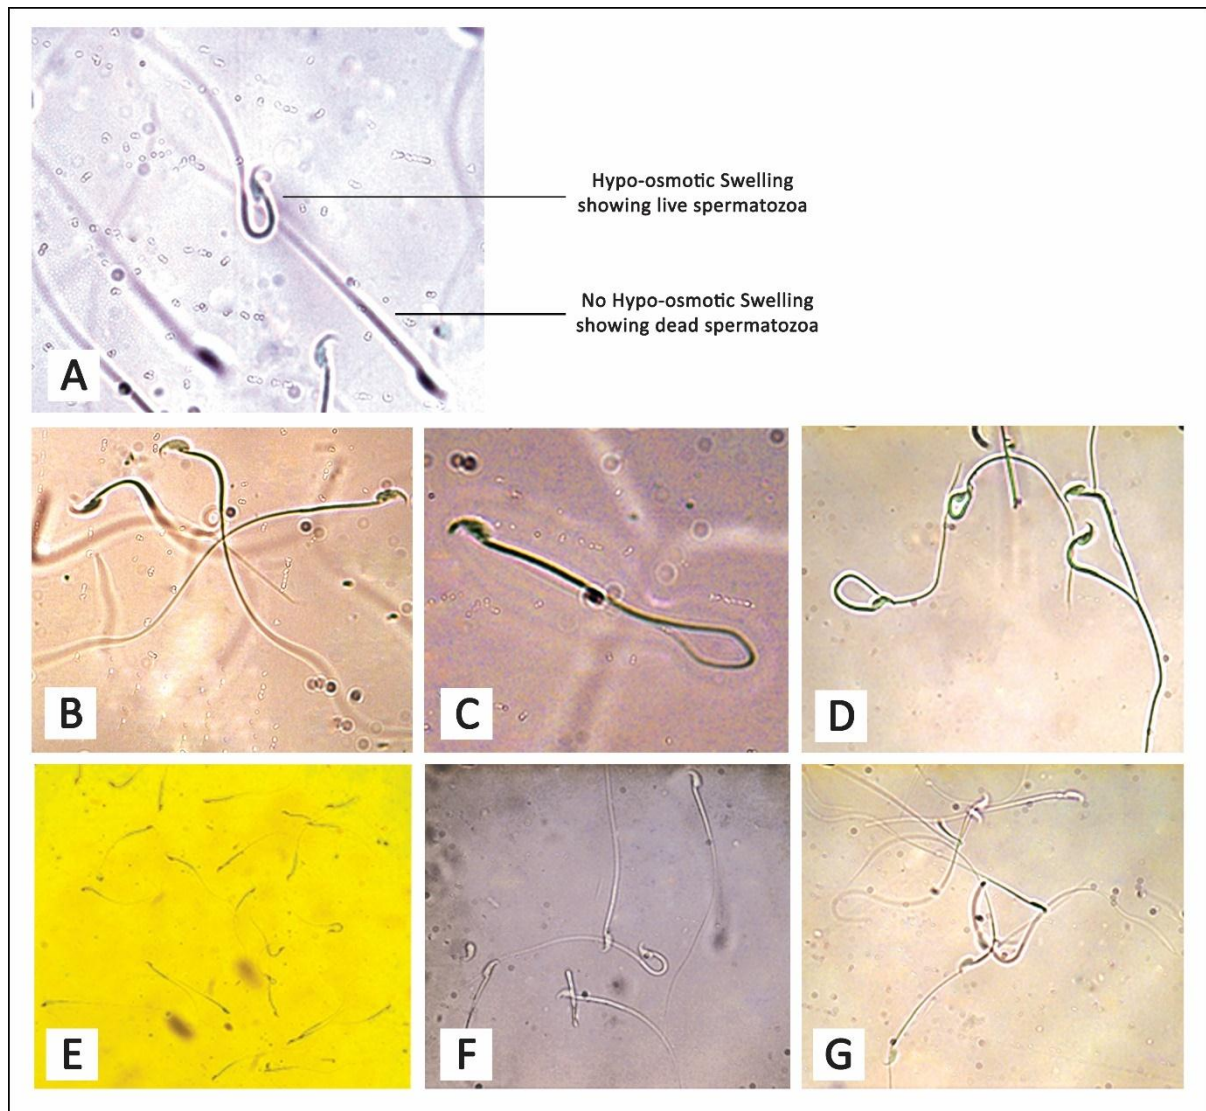 Hypo-osmotic Swelling
showing live spermatozoa
No Hypo-osmotic Swelling
showing dead spermatozoa
A
B
C
D
E
F
G